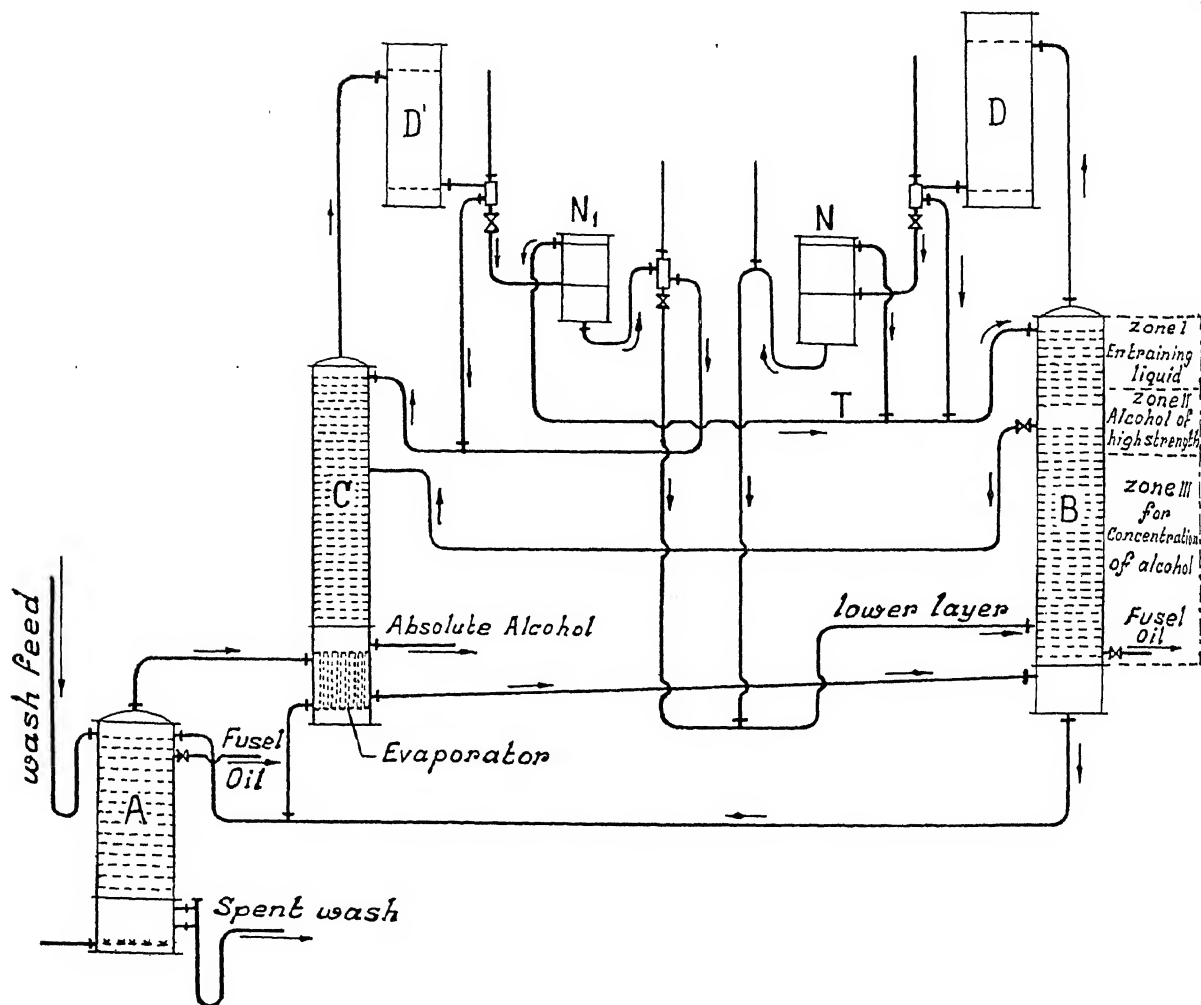 D'
D
N₁
N
zone I
Entraining
liquid
zone II
Alcohol of
high strength
T
C
B
zone III
for
Concentration
of alcohol
lower layer
Fusel
Oil
Absolute Alcohol
wash feed
Evaporator
Fusel
Oil
A
Spent wash